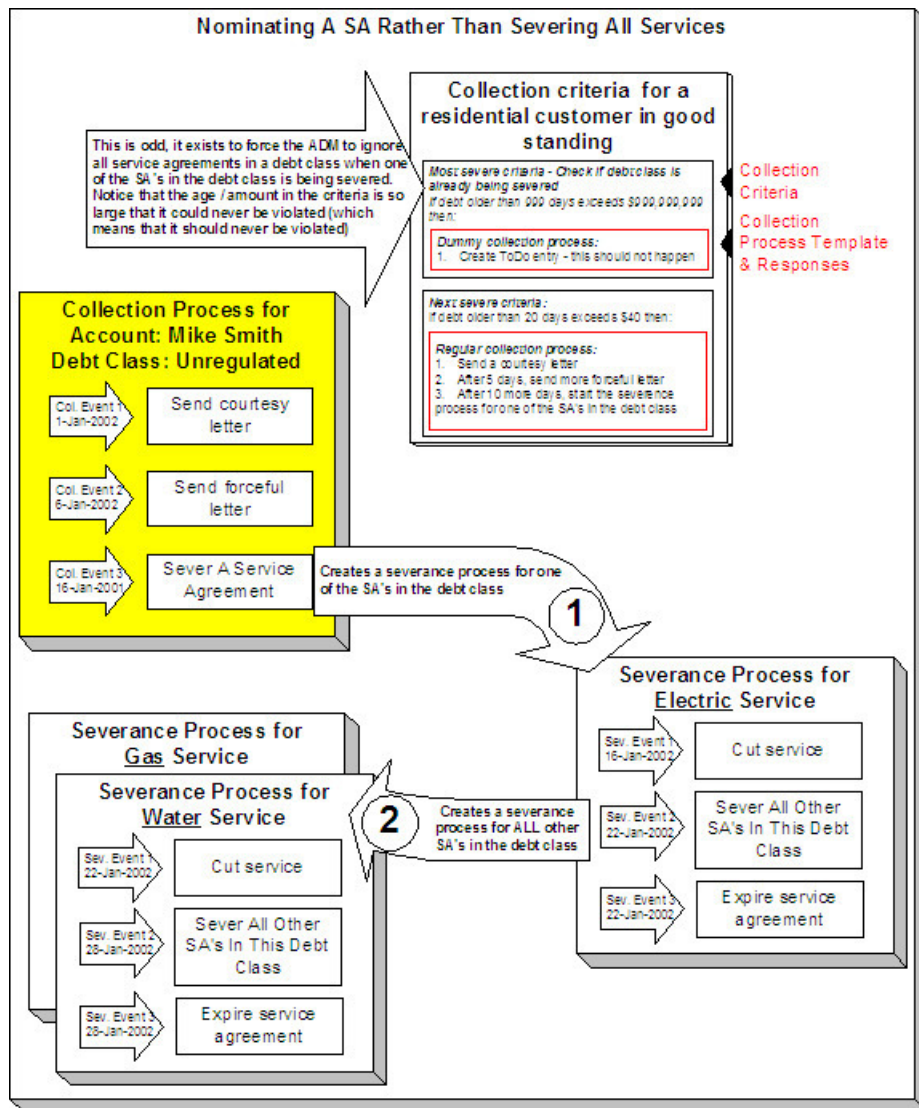 Nominating A SA Rather Than Severing All Services
This is odd, it exists to force the ADM to ignore
all service agreements in a debt class when one
of the SA's in the debt class is being severed.
Notice that the age / amount in the criteria is so
large that it could never be violated (which
means that it should never be violated)
Collection criteria for a
residential customer in good
standing
Most severe criteria - Check if debt class is
already being severed
If debt older than 999 days exceeds $999,999,999
then:
Dummy collection process:
1. Create ToDo entry - this should not happen
Next severe criteria:
If debt older than 20 days exceeds $40 then:
Regular collection process:
1. Send a courtesy letter
2. After 5 days, send more forceful letter
3. After 10 more days, start the severence
process for one of the SA's in the debt class
Collection
Criteria
Collection
Process Template
& Responses
Collection Process for
Account: Mike Smith
Debt Class: Unregulated
Col. Event 1
1-Jan-2002
Send courtesy
letter
Col. Event 2
6-Jan-2002
Send forceful
letter
Col. Event 3
16-Jan-2001
Sever A Service
Agreement
Creates a severance process for one
of the SA's in the debt class
1
Severance Process for
Electric Service
Sev. Event 1
16-Jan-2002
Cut service
Sev. Event 2
22-Jan-2002
Sever All Other
SA's In This Debt
Class
Sev. Event 3
22-Jan-2002
Expire service
agreement
2
Creates a severance
process for ALL other
SA's in the debt class
Severance Process for
Gas Service
Severance Process for
Water Service
Sev. Event 1
22-Jan-2002
Cut service
Sev. Event 2
28-Jan-2002
Sever All Other
SA's In This Debt
Class
Sev. Event 3
28-Jan-2002
Expire service
agreement